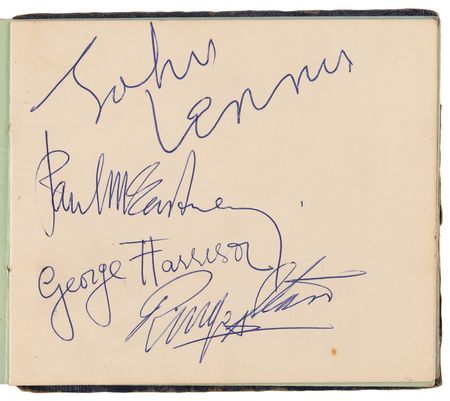 John
Lennon
Paul McCartney
George Harrison
Ringo Starr